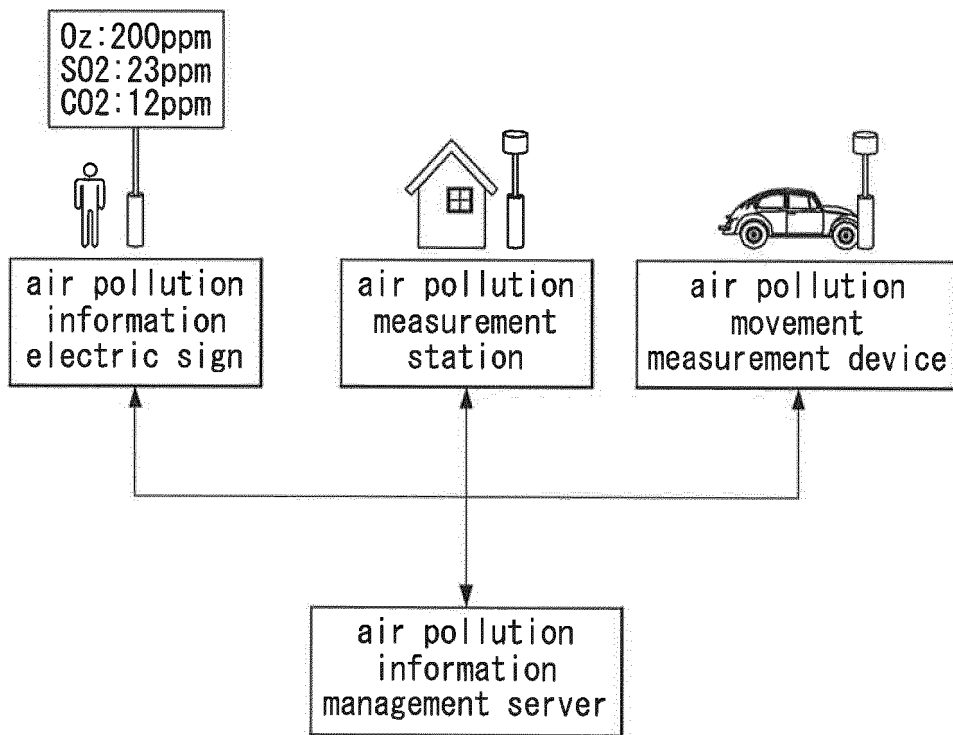 Oz:200ppm
SO2:23ppm
CO2:12ppm
air pollution
information
electric sign
air pollution
measurement
station
air pollution
movement
measurement device
air pollution
information
management server